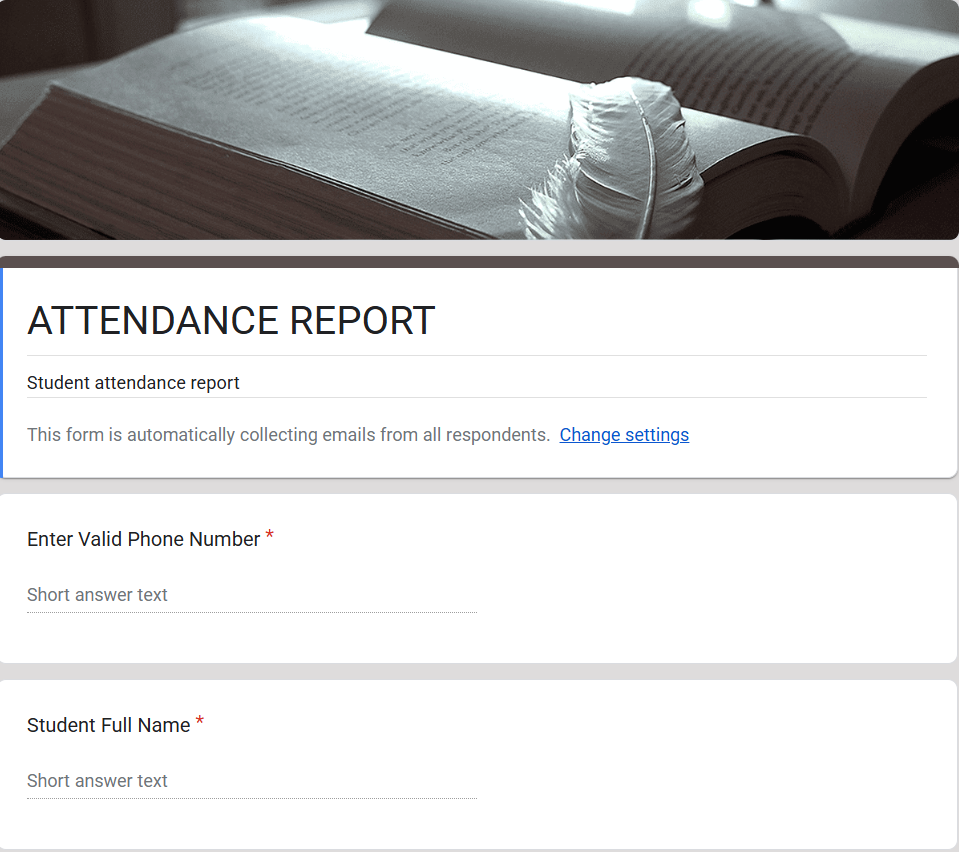 ATTENDANCE REPORT
Student attendance report
This form is automatically collecting emails from all respondents. Change settings
Enter Valid Phone Number *
Short answer text
Student Full Name *
Short answer text